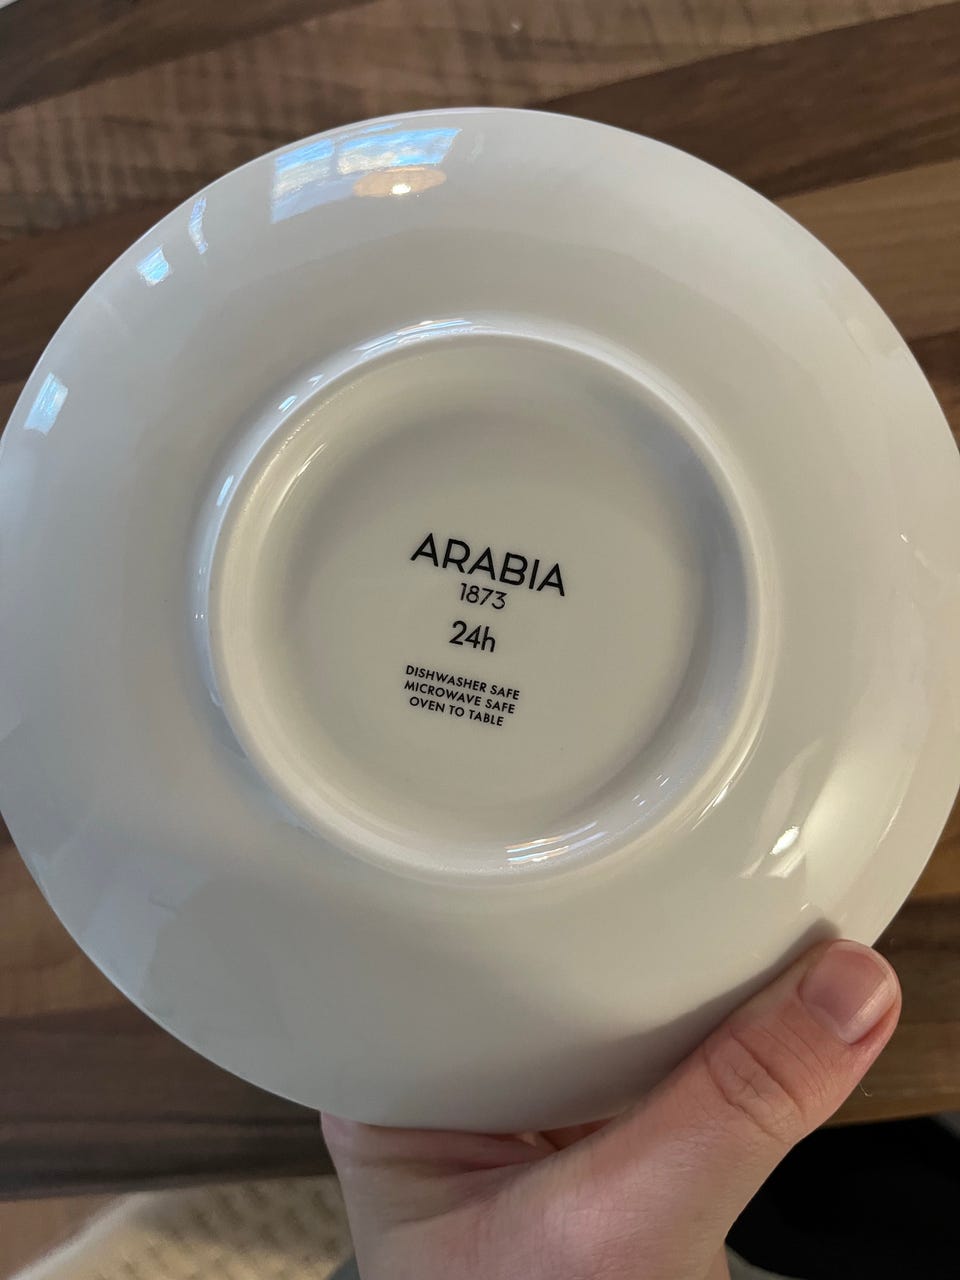 ARABIA
1873
24h
DISHWASHER SAFE
MICROWAVE SAFE
OVEN TO TABLE